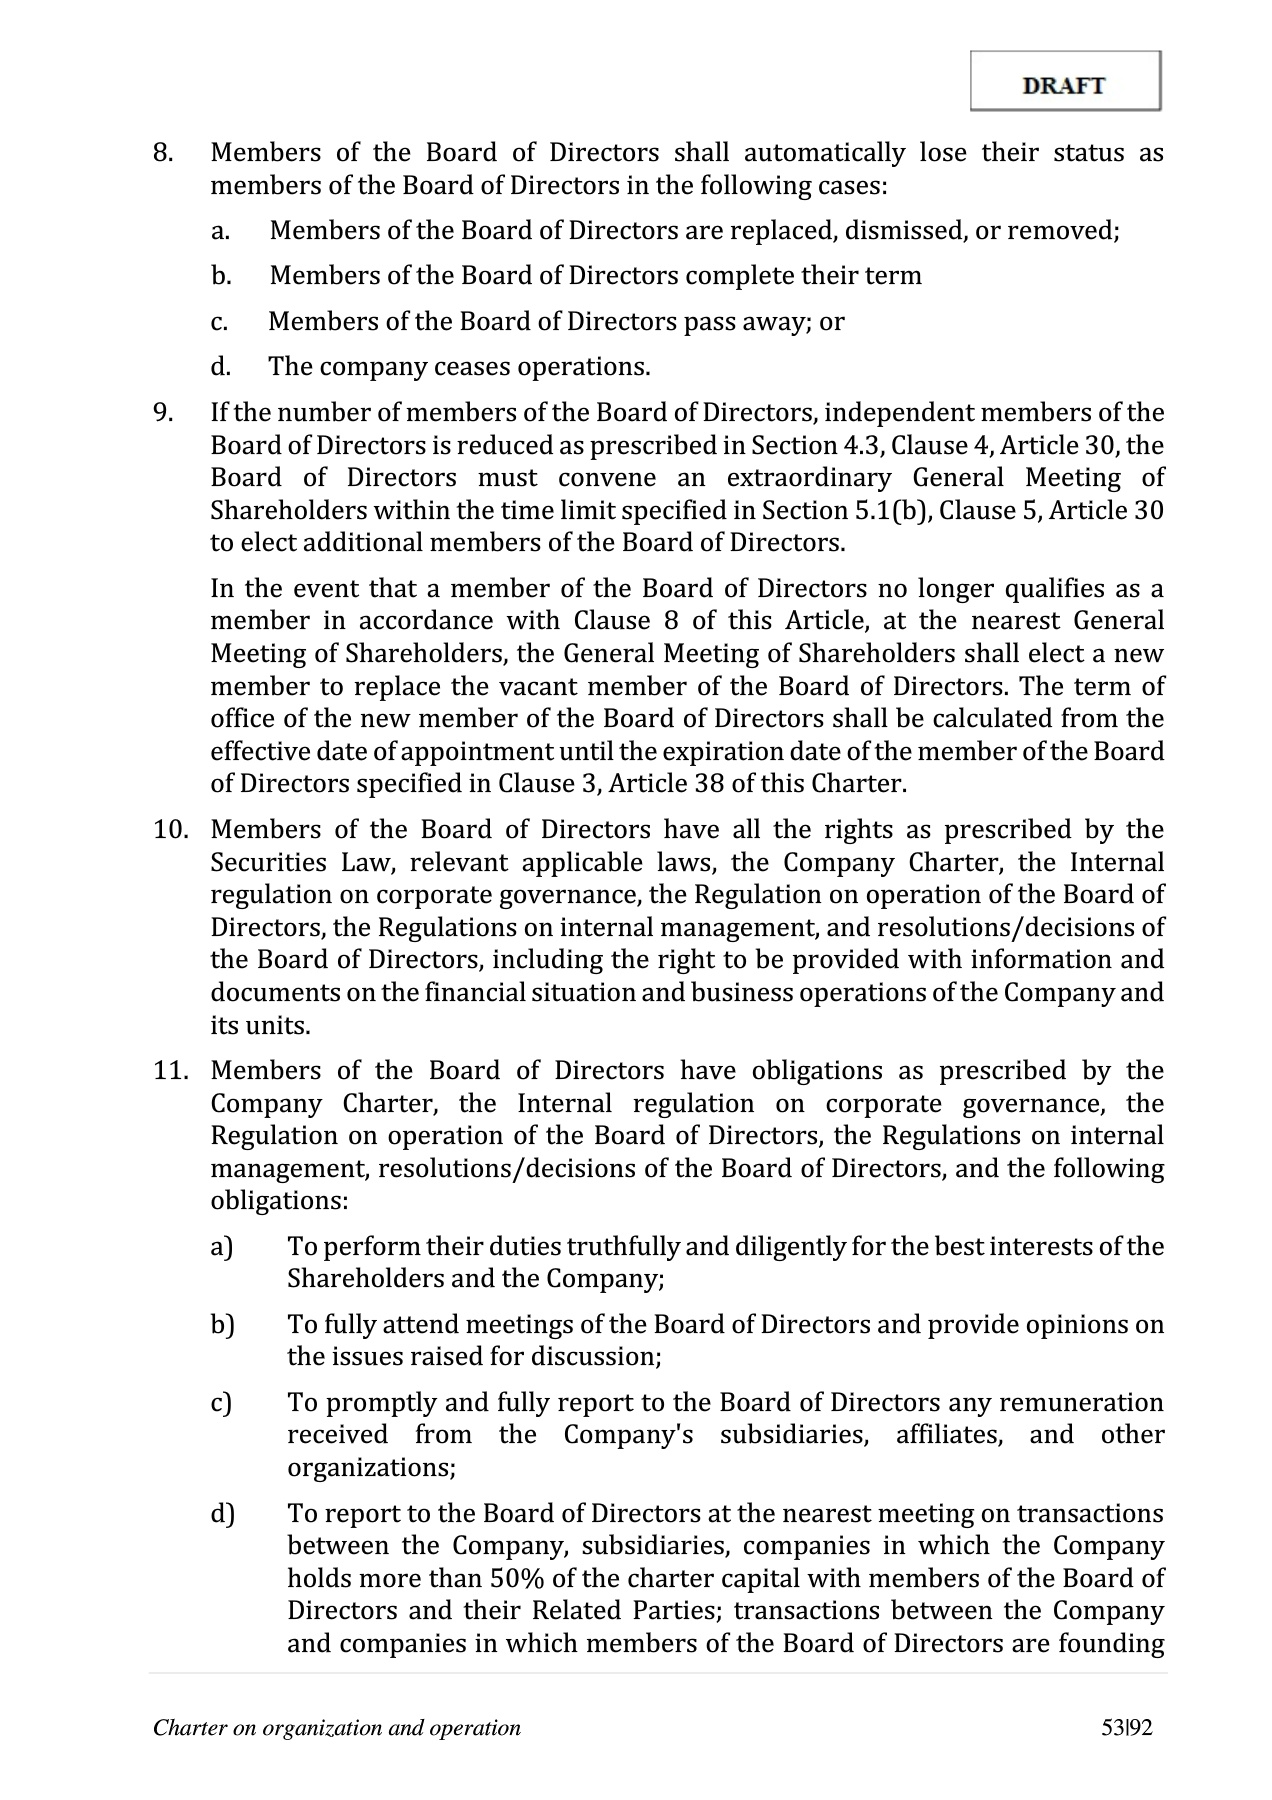 DRAFT
8. Members of the Board of Directors shall automatically lose their status as
members of the Board of Directors in the following cases:
a. Members of the Board of Directors are replaced, dismissed, or removed;
b. Members of the Board of Directors complete their term
c. Members of the Board of Directors pass away; or
d. The company ceases operations.
9. If the number of members of the Board of Directors, independent members of the
Board of Directors is reduced as prescribed in Section 4.3, Clause 4, Article 30, the
Board of Directors must convene an extraordinary General Meeting of
Shareholders within the time limit specified in Section 5.1(b), Clause 5, Article 30
to elect additional members of the Board of Directors.
In the event that a member of the Board of Directors no longer qualifies as a
member in accordance with Clause 8 of this Article, at the nearest General
Meeting of Shareholders, the General Meeting of Shareholders shall elect a new
member to replace the vacant member of the Board of Directors. The term of
office of the new member of the Board of Directors shall be calculated from the
effective date of appointment until the expiration date of the member of the Board
of Directors specified in Clause 3, Article 38 of this Charter.
10. Members of the Board of Directors have all the rights as prescribed by the
Securities Law, relevant applicable laws, the Company Charter, the Internal
regulation on corporate governance, the Regulation on operation of the Board of
Directors, the Regulations on internal management, and resolutions/decisions of
the Board of Directors, including the right to be provided with information and
documents on the financial situation and business operations of the Company and
its units.
11. Members of the Board of Directors have obligations as prescribed by the
Company Charter, the Internal regulation on corporate governance, the
Regulation on operation of the Board of Directors, the Regulations on internal
management, resolutions/decisions of the Board of Directors, and the following
obligations:
a) To perform their duties truthfully and diligently for the best interests of the
Shareholders and the Company;
b) To fully attend meetings of the Board of Directors and provide opinions on
the issues raised for discussion;
c) To promptly and fully report to the Board of Directors any remuneration
received from the Company's subsidiaries, affiliates, and other
organizations;
d) To report to the Board of Directors at the nearest meeting on transactions
between the Company, subsidiaries, companies in which the Company
holds more than 50% of the charter capital with members of the Board of
Directors and their Related Parties; transactions between the Company
and companies in which members of the Board of Directors are founding
Charter on organization and operation 53|92